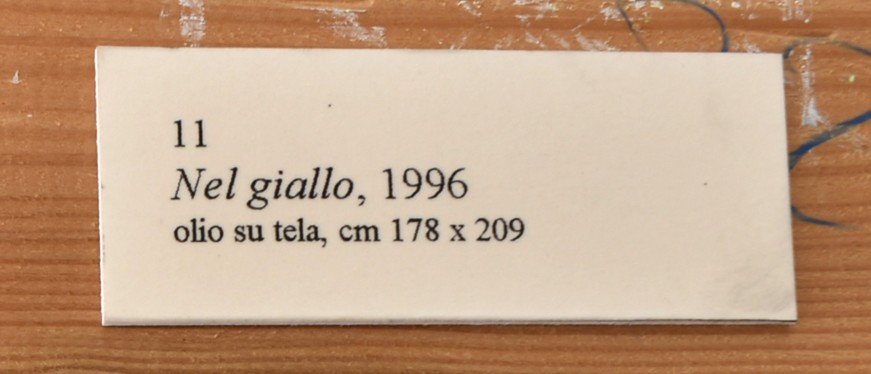 11
Nel giallo, 1996
olio su tela, cm 178 x 209